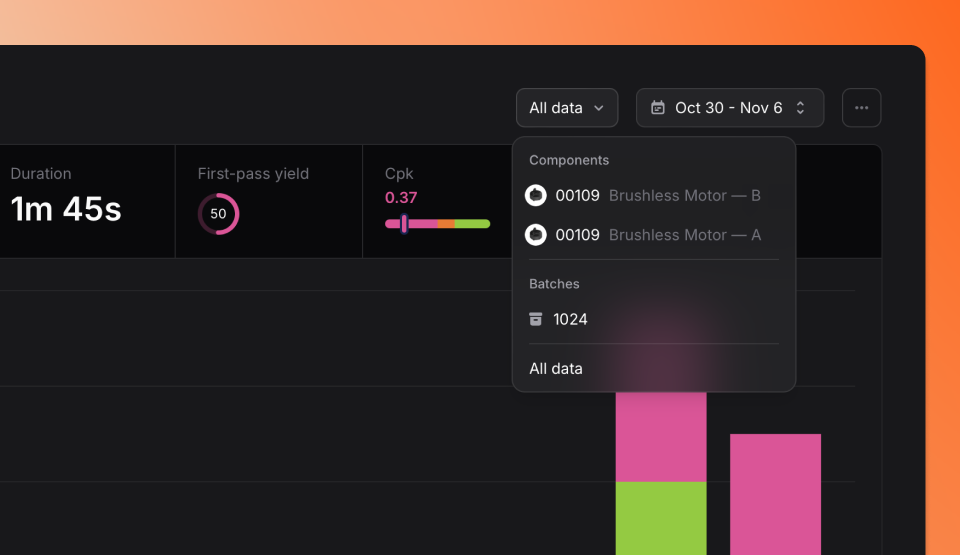 All data
Oct 30 - Nov 6
Duration
1m 45s
First-pass yield
50
Cpk
0.37
Components
00109 Brushless Motor — B
00109 Brushless Motor — A
Batches
1024
All data